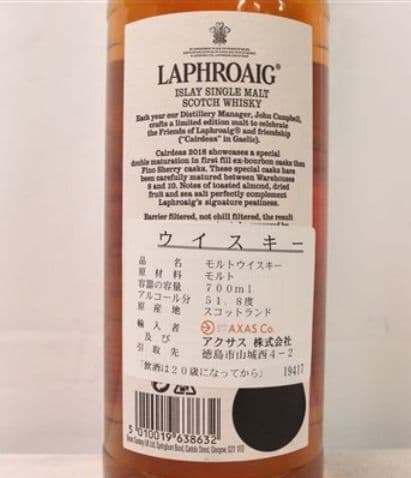 LAPHROAIG®
ISLAY SINGLE MALT
SCOTCH WHISKY
Each year our Distillery Manager, John Campbell,
crafts a limited edition malt to celebrate
the Friends of Laphroaig® and friendship
("Cairdeas" in Gaelic).
Cairdeas 2018 showcases a special
double maturation in first fill ex-bourbon casks then
Fino Sherry casks. These special casks have
been carefully matured between Warehouses
8 and 10. Notes of toasted almond, dried
fruit and sea salt perfectly complement
Laphroaig's signature peatiness.
Barrier filtered, not chill filtered, the result
ウイスキー
品名 モルトウイスキー
原材料 モルト
容器の容量 700ml
アルコール分 51.8度
原産地 スコットランド
輸入者 AXAS Co.
及び アクサス 株式会社
引取先 徳島市山城西4-2
「飲酒は20歳になってから」 19417
5 010019 638632